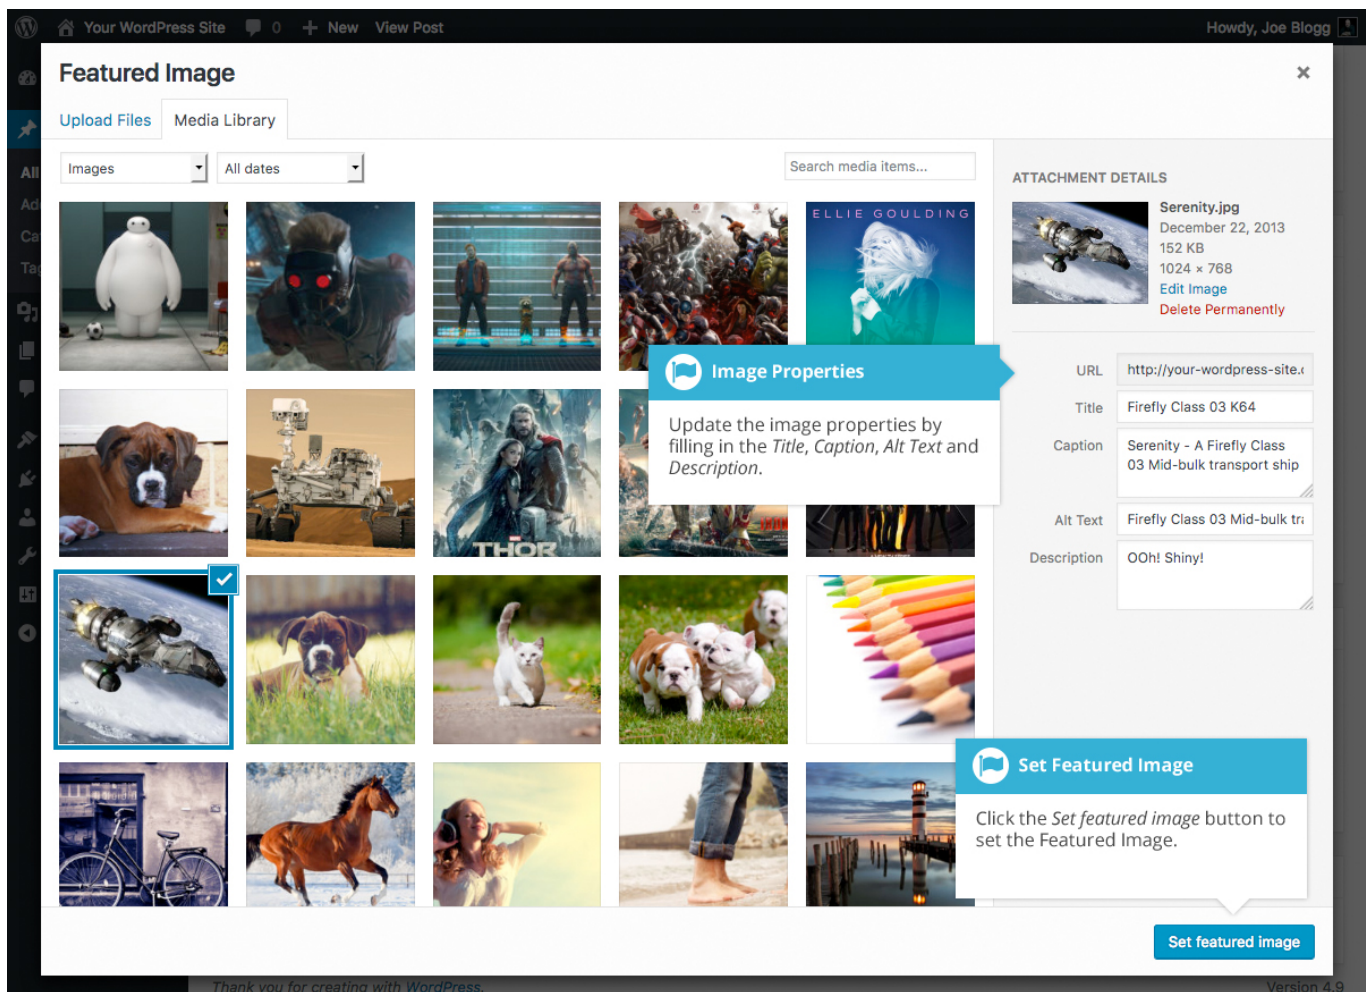 Your WordPress Site
0
New
View Post
Howdy, Joe Blogg
Featured Image
Upload Files
Media Library
All
Ad
Ca
Tag
Images
All dates
Search media items...
ELLIE GOULDING
THOR
ATTACHMENT DETAILS
Serenity.jpg
December 22, 2013
152 KB
1024 × 768
Edit Image
Delete Permanently
Image Properties
Update the image properties by
filling in the Title, Caption, Alt Text and
Description.
URL
http://your-wordpress-site.c
Title
Firefly Class 03 K64
Caption
Serenity - A Firefly Class
03 Mid-bulk transport ship
Alt Text
Firefly Class 03 Mid-bulk tra
Description
OOh! Shiny!
Set Featured Image
Click the Set featured image button to
set the Featured Image.
Set featured image
Thank you for creating with WordPress.
Version 4.9